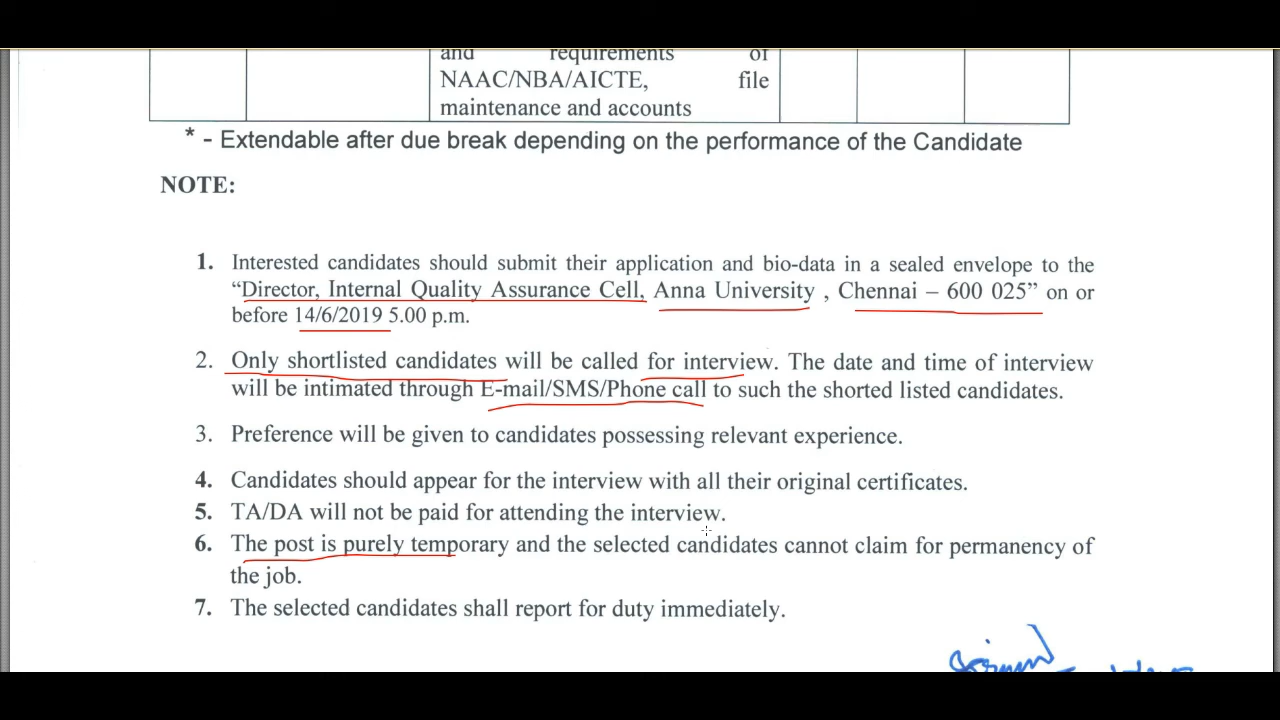 and requirements of
NAAC/NBA/AICTE, file
maintenance and accounts
* - Extendable after due break depending on the performance of the Candidate
NOTE:
1. Interested candidates should submit their application and bio-data in a sealed envelope to the
“Director, Internal Quality Assurance Cell, Anna University , Chennai – 600 025” on or
before 14/6/2019 5.00 p.m.
2. Only shortlisted candidates will be called for interview. The date and time of interview
will be intimated through E-mail/SMS/Phone call to such the shorted listed candidates.
3. Preference will be given to candidates possessing relevant experience.
4. Candidates should appear for the interview with all their original certificates.
5. TA/DA will not be paid for attending the interview.
6. The post is purely temporary and the selected candidates cannot claim for permanency of
the job.
7. The selected candidates shall report for duty immediately.